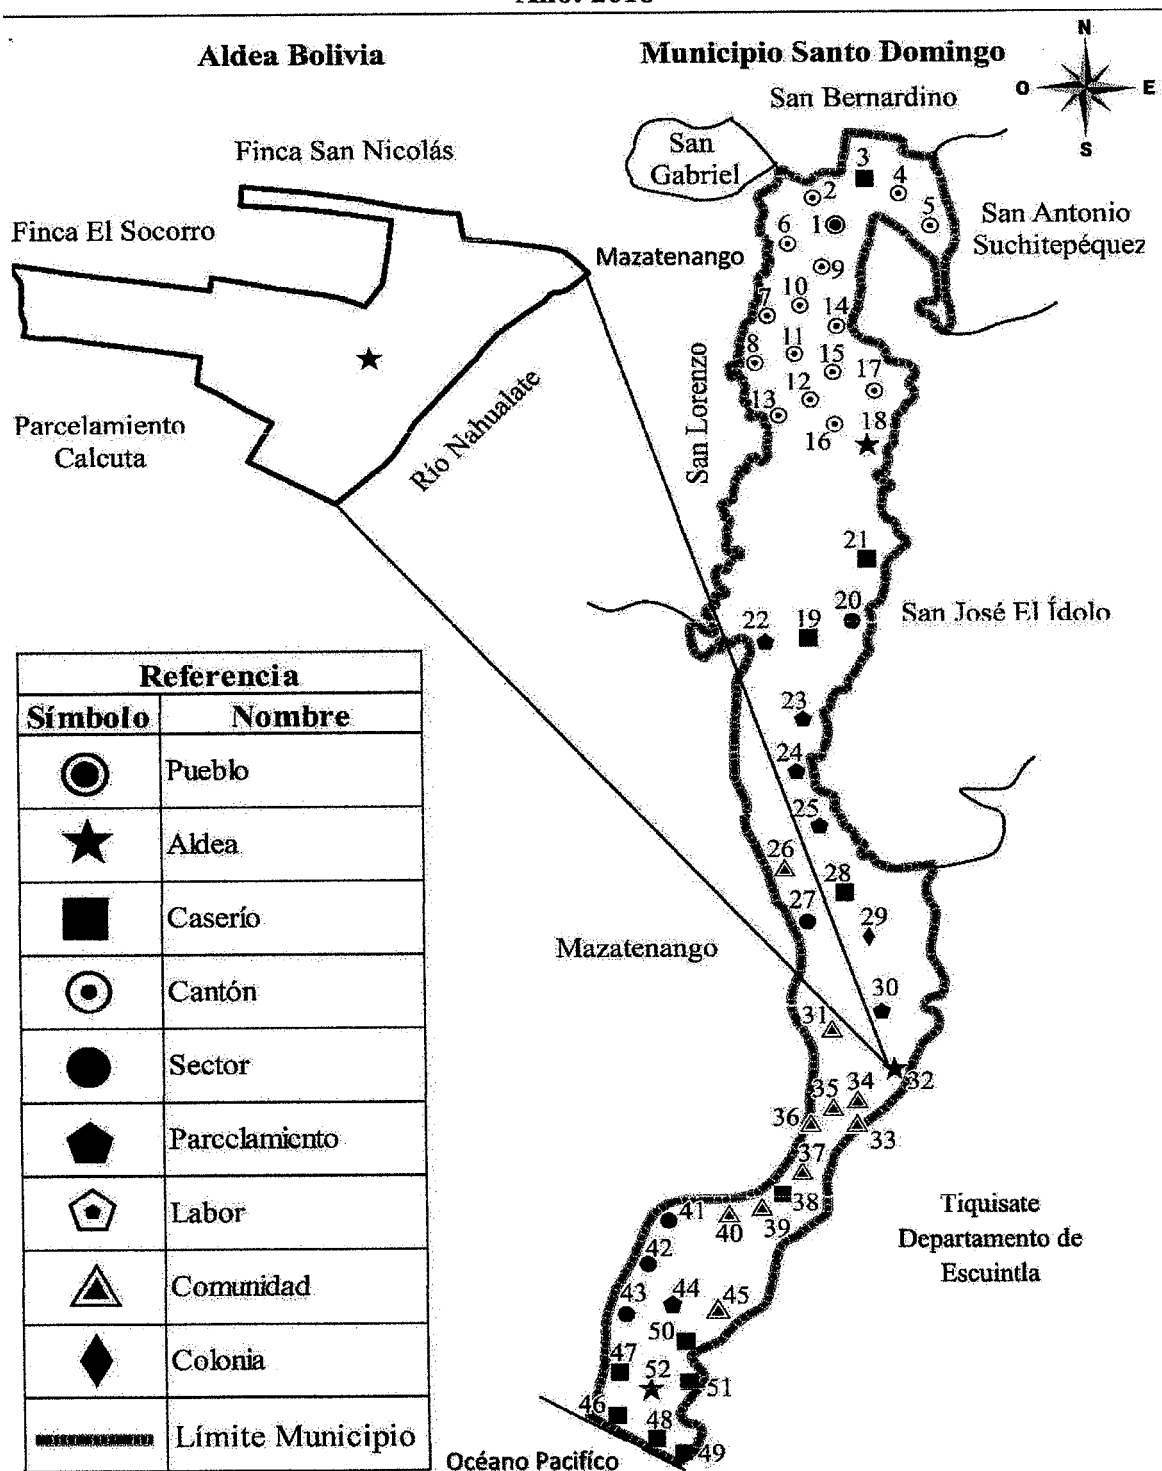 Aldea Bolivia
Municipio Santo Domingo
N
O
E
S
San Bernardino
San
Gabriel
Finca San Nicolás
Finca El Socorro
Mazatenango
San Antonio
Suchitepéquez
Río Nahualate
Parcelamiento
Calcuta
San Lorenzo
San José El Ídolo
Mazatenango
Tiquisate
Departamento de
Escuintla
Océano Pacifíco
1
2
3
4
5
6
7
8
9
10
11
12
13
14
15
16
17
18
19
20
21
22
23
24
25
26
27
28
29
30
31
32
33
34
35
36
37
38
39
40
41
42
43
44
45
46
47
48
49
50
51
52
Referencia
Símbolo Nombre
Pueblo
Aldea
Caserío
Cantón
Sector
Parcelamiento
Labor
Comunidad
Colonia
Límite Municipio